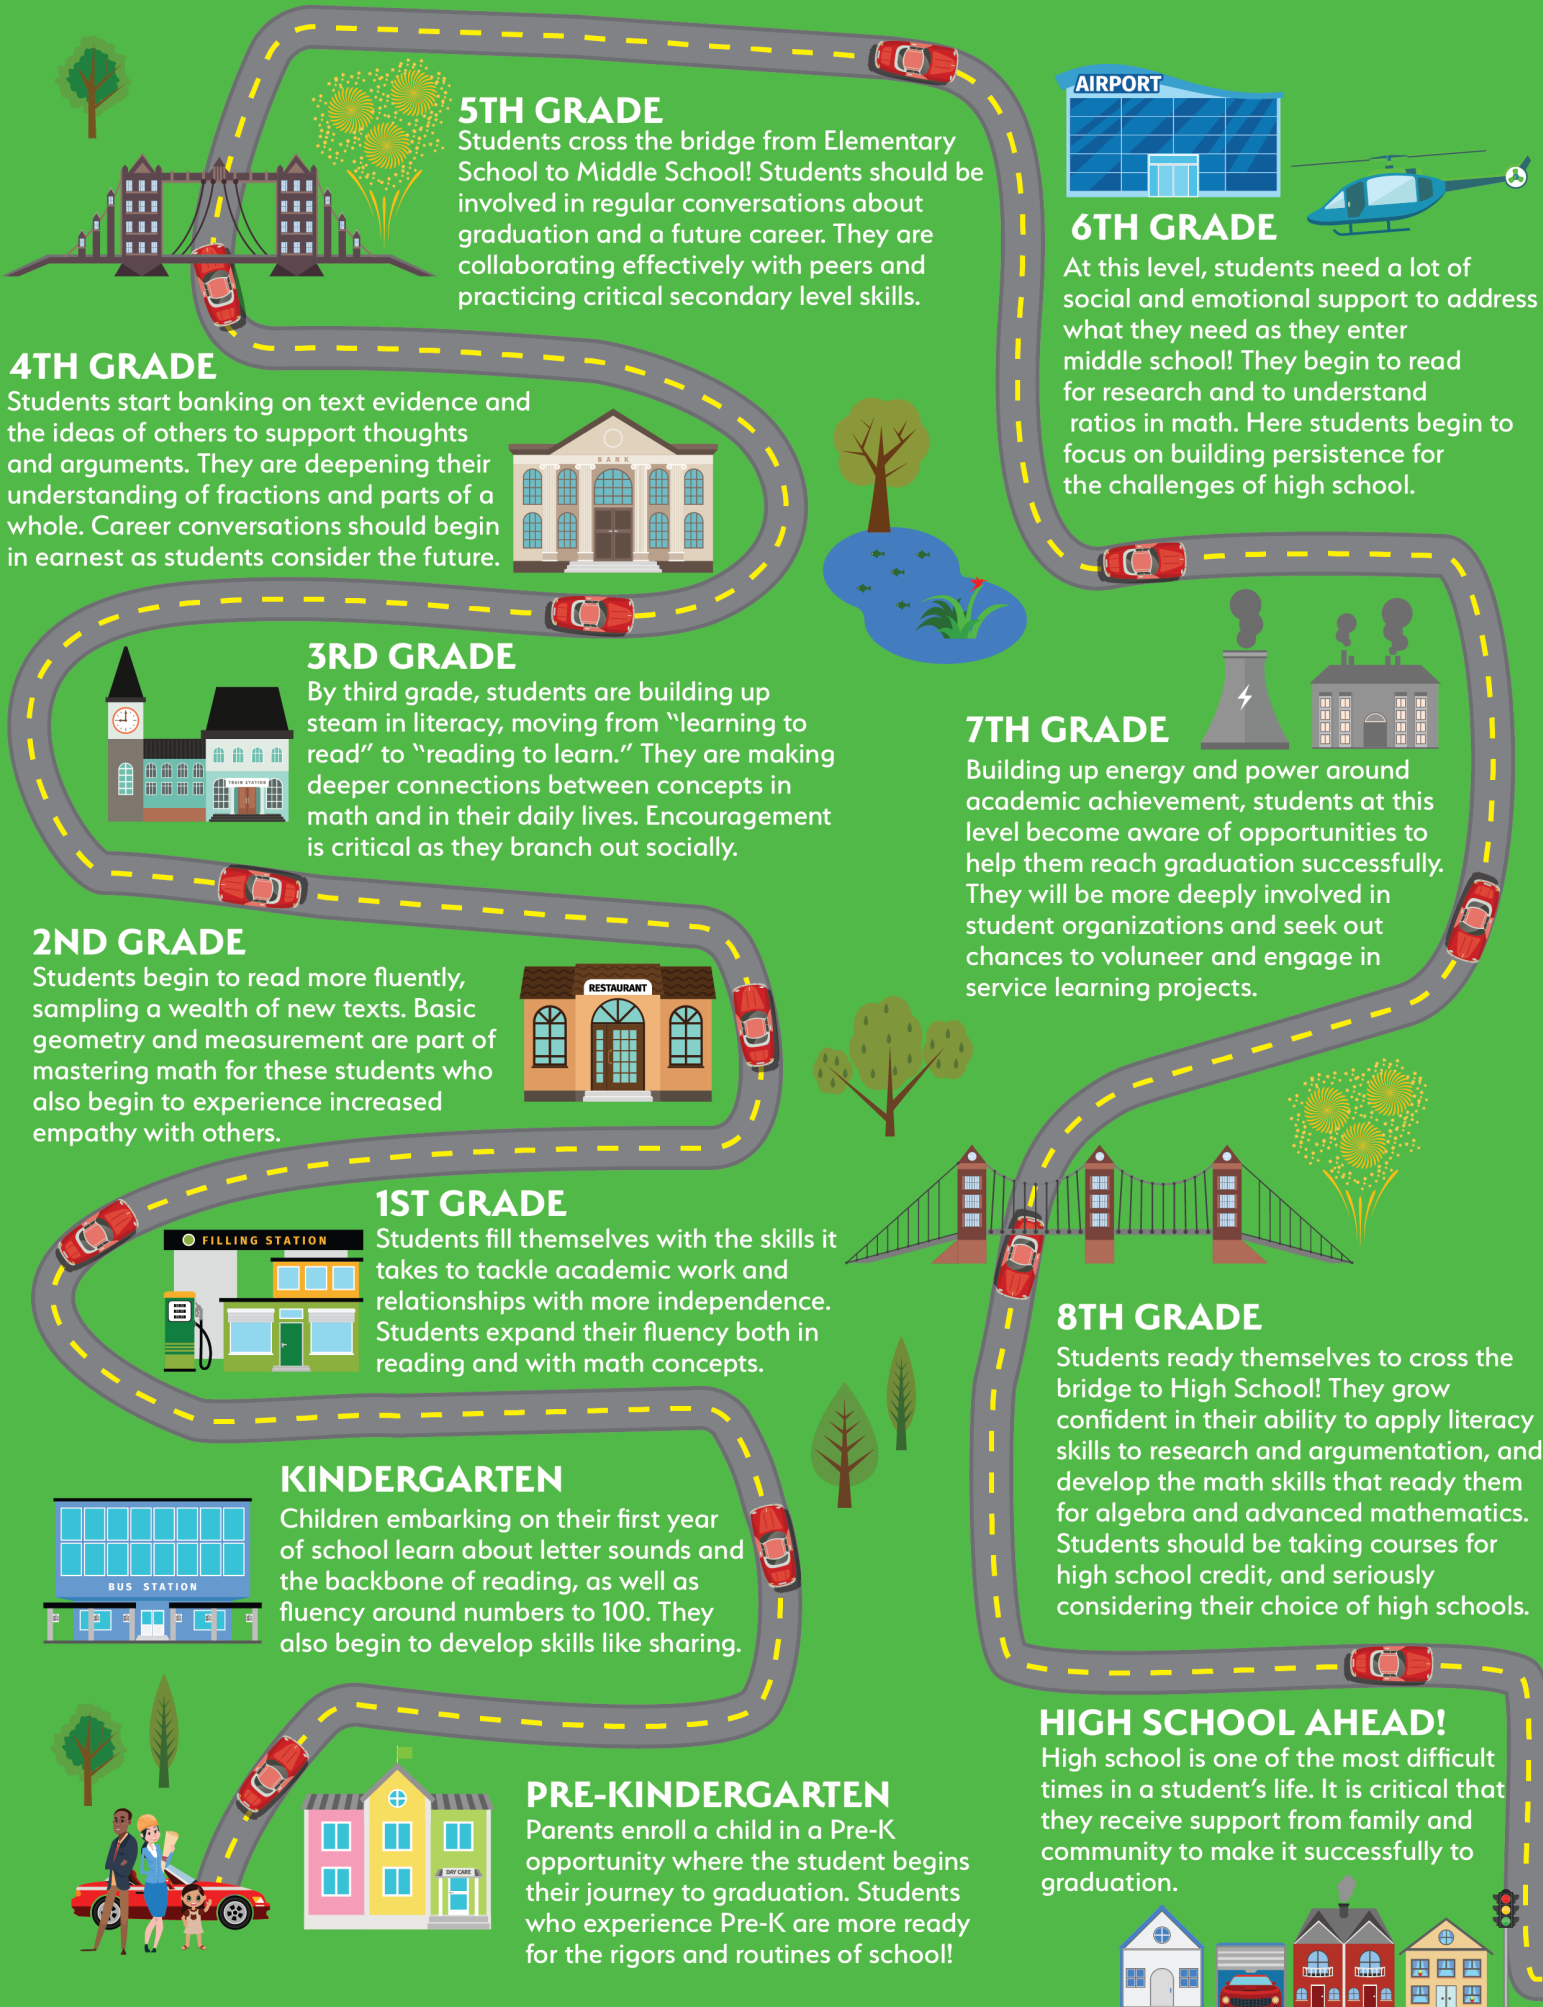 5TH GRADE
Students cross the bridge from Elementary
School to Middle School! Students should be
involved in regular conversations about
graduation and a future career. They are
collaborating effectively with peers and
practicing critical secondary level skills.
AIRPORT
6TH GRADE
At this level, students need a lot of
social and emotional support to address
what they need as they enter
middle school! They begin to read
for research and to understand
ratios in math. Here students begin to
focus on building persistence for
the challenges of high school.
4TH GRADE
Students start banking on text evidence and
the ideas of others to support thoughts
and arguments. They are deepening their
understanding of fractions and parts of a
whole. Career conversations should begin
in earnest as students consider the future.
BANK
3RD GRADE
By third grade, students are building up
steam in literacy, moving from “learning to
read” to “reading to learn.” They are making
deeper connections between concepts in
math and in their daily lives. Encouragement
is critical as they branch out socially.
TRAIN STATION
7TH GRADE
Building up energy and power around
academic achievement, students at this
level become aware of opportunities to
help them reach graduation successfully.
They will be more deeply involved in
student organizations and seek out
chances to voluneer and engage in
service learning projects.
2ND GRADE
Students begin to read more fluently,
sampling a wealth of new texts. Basic
geometry and measurement are part of
mastering math for these students who
also begin to experience increased
empathy with others.
RESTAURANT
1ST GRADE
Students fill themselves with the skills it
takes to tackle academic work and
relationships with more independence.
Students expand their fluency both in
reading and with math concepts.
FILLING STATION
8TH GRADE
Students ready themselves to cross the
bridge to High School! They grow
confident in their ability to apply literacy
skills to research and argumentation, and
develop the math skills that ready them
for algebra and advanced mathematics.
Students should be taking courses for
high school credit, and seriously
considering their choice of high schools.
KINDERGARTEN
Children embarking on their first year
of school learn about letter sounds and
the backbone of reading, as well as
fluency around numbers to 100. They
also begin to develop skills like sharing.
BUS STATION
HIGH SCHOOL AHEAD!
High school is one of the most difficult
times in a student’s life. It is critical that
they receive support from family and
community to make it successfully to
graduation.
PRE-KINDERGARTEN
Parents enroll a child in a Pre-K
opportunity where the student begins
their journey to graduation. Students
who experience Pre-K are more ready
for the rigors and routines of school!
DAY CARE